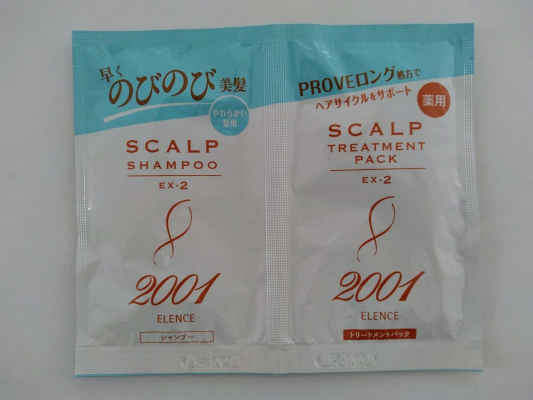 早く
のびのび 美髪
やわらかい
薬用
SCALP
SHAMPOO
EX-2
2001
ELENCE
シャンプー
PROVEロング処方で
ヘアサイクルをサポート
薬用
SCALP
TREATMENT
PACK
EX-2
2001
ELENCE
トリートメントパック